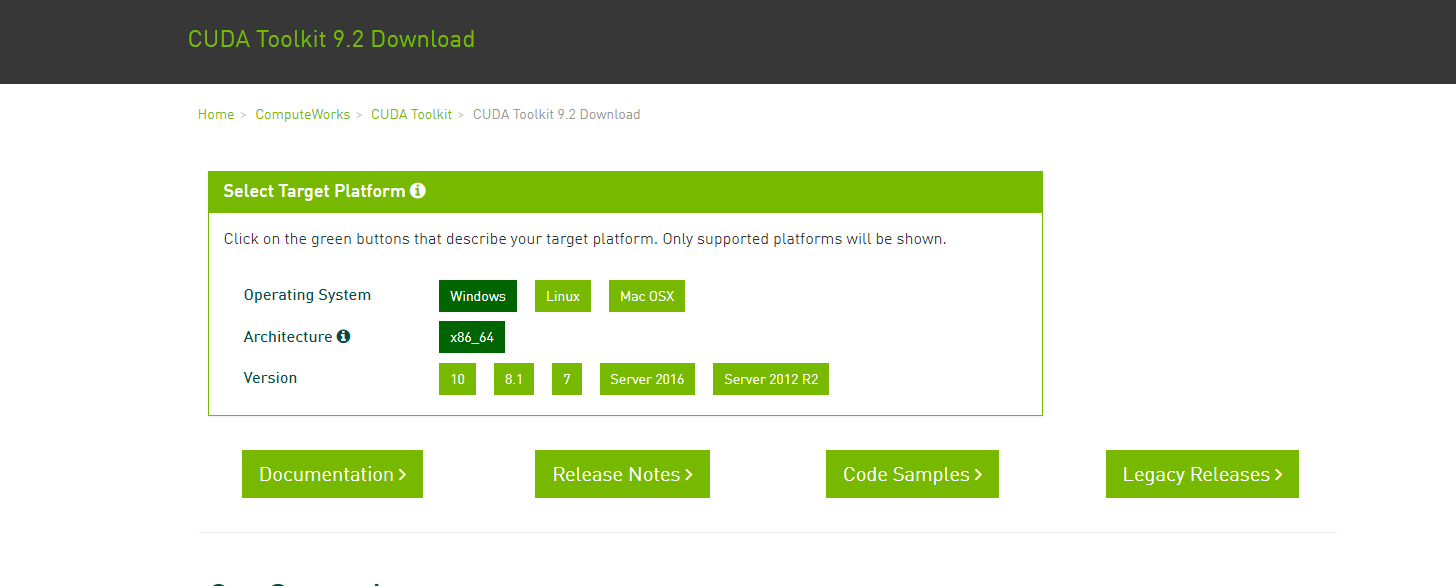 CUDA Toolkit 9.2 Download
Home > ComputeWorks > CUDA Toolkit > CUDA Toolkit 9.2 Download
Select Target Platform
Click on the green buttons that describe your target platform. Only supported platforms will be shown.
Operating System Windows Linux Mac OSX
Architecture x86_64
Version 10 8.1 7 Server 2016 Server 2012 R2
Documentation > Release Notes > Code Samples > Legacy Releases >